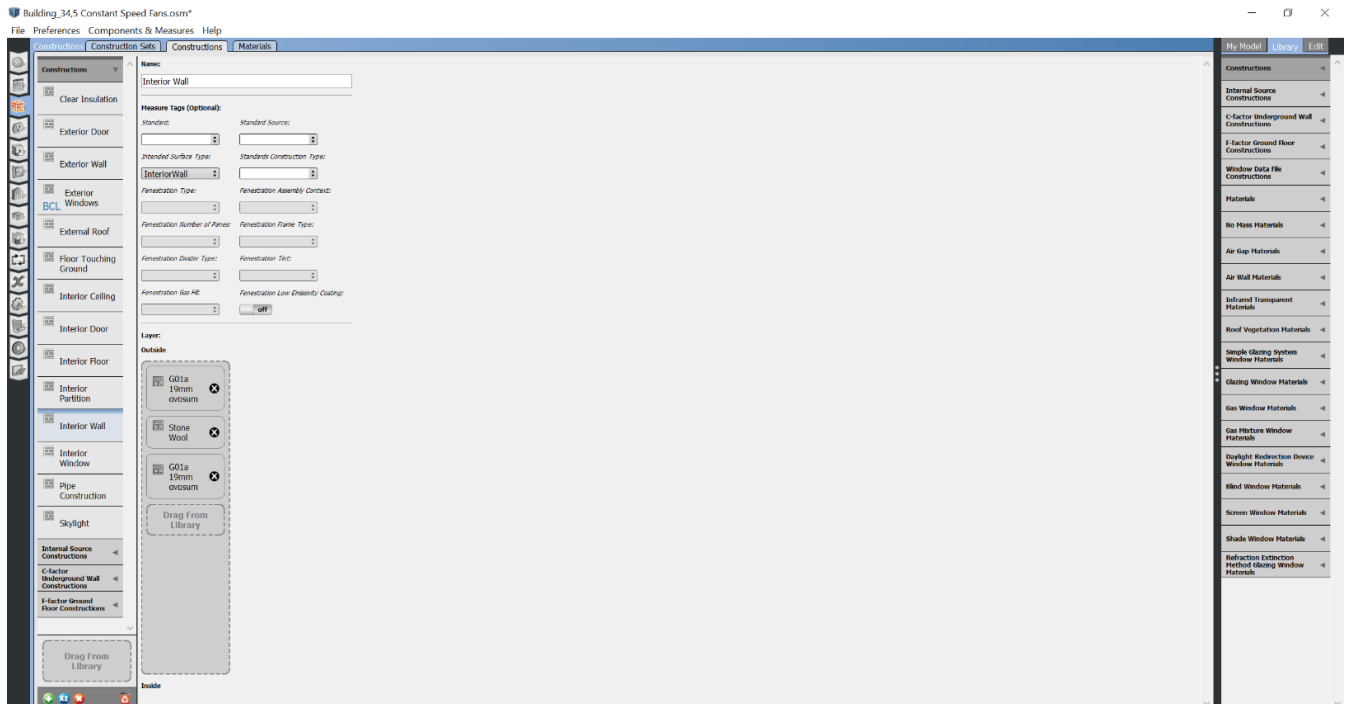 Building_34,5 Constant Speed Fans.osm*
File Preferences Components & Measures Help
Constructions Construction Sets Constructions Materials
My Model Library Edit
Constructions
Clear Insulation
Exterior Door
Exterior Wall
Exterior
Windows
BCL
External Roof
Floor Touching
Ground
Interior Ceiling
Interior Door
Interior Floor
Interior
Partition
Interior Wall
Interior
Window
Pipe
Construction
Skylight
Internal Source
Constructions
C-factor
Underground Wall
Constructions
F-factor Ground
Floor Constructions
Drag From
Library
x2
Name:
Interior Wall
Measure Tags (Optional):
Standard: Standard Source:
Intended Surface Type: Standards Construction Type:
InteriorWall
Fenestration Type: Fenestration Assembly Context:
Fenestration Number of Panes: Fenestration Frame Type:
Fenestration Divider Type: Fenestration Tint:
Fenestration Gas Fill: Fenestration Low Emissivity Coating:
off
Layer:
Outside
G01a
19mm
Stone
Wool
G01a
19mm
Drag From
Library
Inside
Constructions
Internal Source
Constructions
C-factor Underground Wall
Constructions
F-factor Ground Floor
Constructions
Window Data File
Constructions
Materials
No Mass Materials
Air Gap Materials
Air Wall Materials
Infrared Transparent
Materials
Roof Vegetation Materials
Simple Glazing System
Window Materials
Glazing Window Materials
Gas Window Materials
Gas Mixture Window
Materials
Daylight Redirection Device
Window Materials
Blind Window Materials
Screen Window Materials
Shade Window Materials
Refraction Extinction
Method Glazing Window
Materials